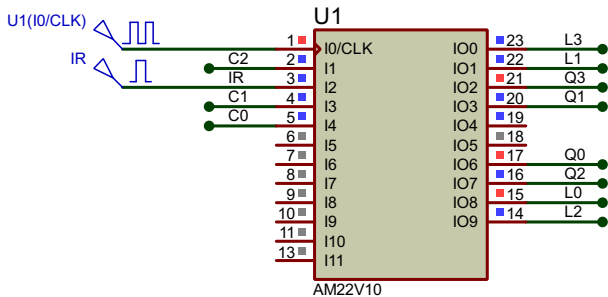 U1
U1(I0/CLK)
1 I0/CLK IO0 23 L3
C2 2 I1 IO1 22 L1
IR
IR 3 I2 IO2 21 Q3
C1 4 I3 IO3 20 Q1
C0 5 I4 IO4 19
6 I5 IO5 18
7 I6 IO6 17 Q0
8 I7 IO7 16 Q2
9 I8 IO8 15 L0
10 I9 IO9 14 L2
11 I10
13 I11
AM22V10